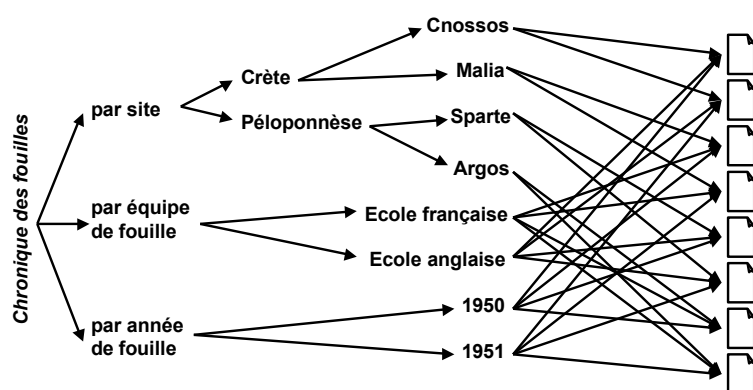 Chronique des fouilles
par site
Crète
Péloponnèse
Cnossos
Malia
Sparte
Argos
par équipe
de fouille
Ecole française
Ecole anglaise
par année
de fouille
1950
1951